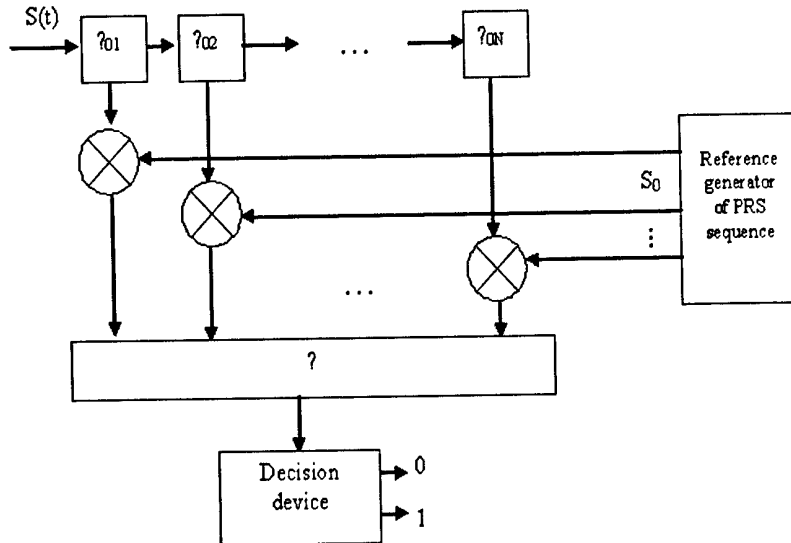 S(t)
?01
?02
...
?0N
Reference
generator
of PRS
sequence
S0
...
...
?
Decision
device
0
1